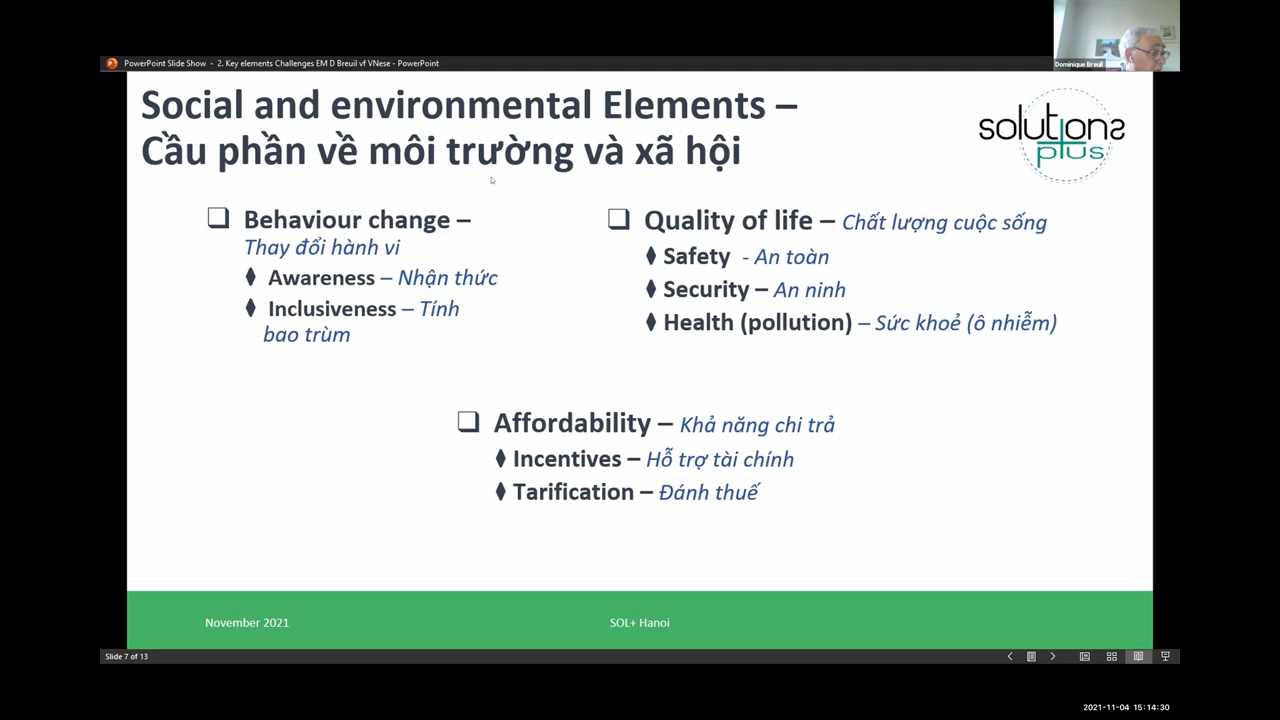 Dominique Breuil
PowerPoint Slide Show - 2. Key elements Challenges EM D Breuil vf VNese - PowerPoint
Social and environmental Elements –
Cầu phần về môi trường và xã hội
solutions
plus
❑ Behaviour change –
Thay đổi hành vi
♦ Awareness – Nhận thức
♦ Inclusiveness – Tính
bao trùm
❑ Quality of life – Chất lượng cuộc sống
♦ Safety - An toàn
♦ Security – An ninh
♦ Health (pollution) – Sức khoẻ (ô nhiễm)
❑ Affordability – Khả năng chi trả
♦ Incentives – Hỗ trợ tài chính
♦ Tarification – Đánh thuế
November 2021
SOL+ Hanoi
Slide 7 of 13
2021-11-04 15:14:30